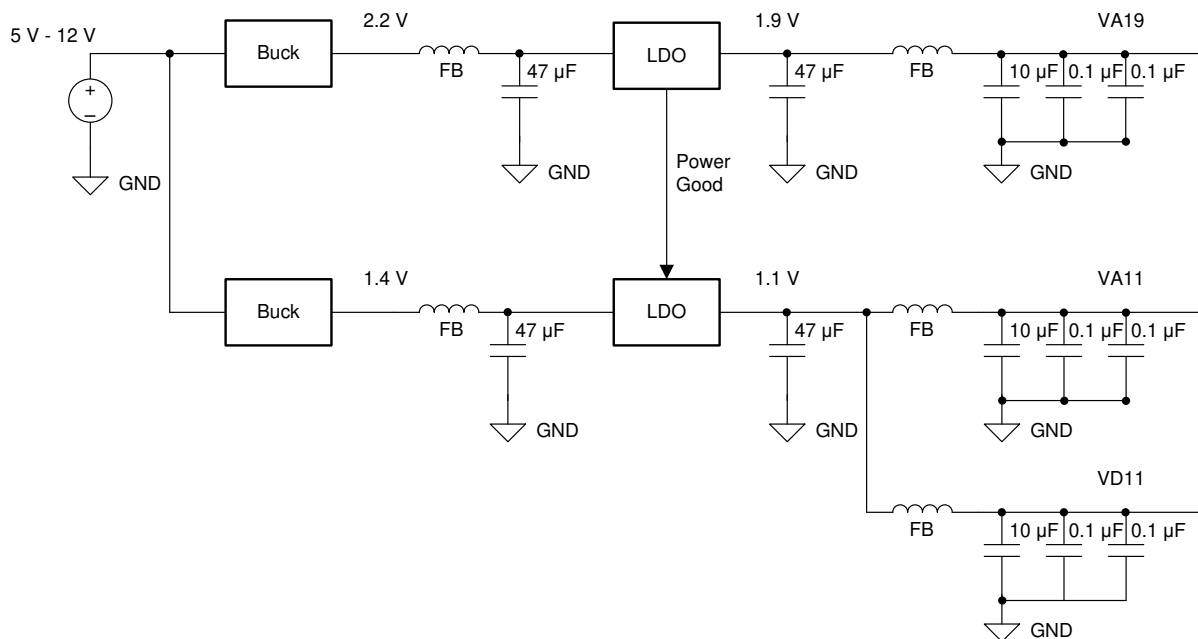 5 V - 12 V
Buck
2.2 V
FB
47 µF
GND
LDO
1.9 V
47 µF
GND
FB
VA19
10 µF
0.1 µF
0.1 µF
GND
+
−
GND
Power
Good
Buck
1.4 V
FB
47 µF
GND
LDO
1.1 V
47 µF
GND
FB
VA11
10 µF
0.1 µF
0.1 µF
GND
VD11
FB
10 µF
0.1 µF
0.1 µF
GND